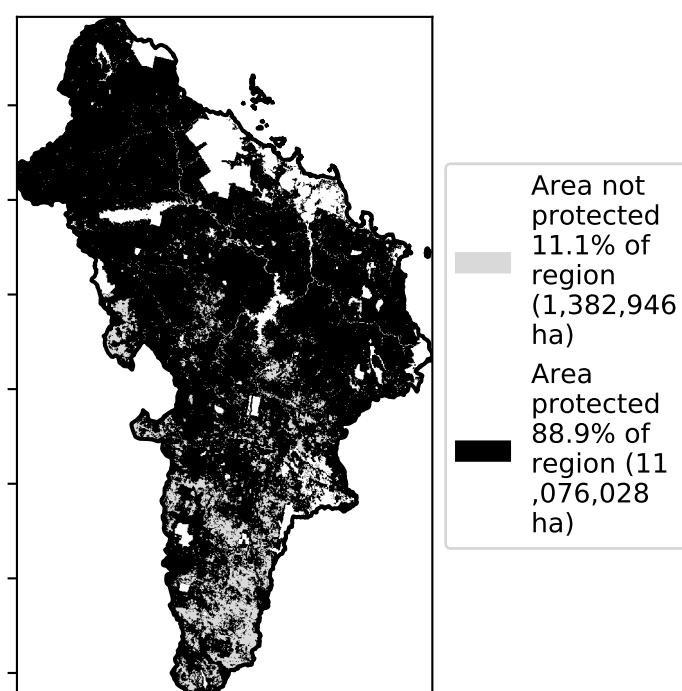 Area not
protected
11.1% of
region
(1,382,946
ha)
Area
protected
88.9% of
region (11
,076,028
ha)